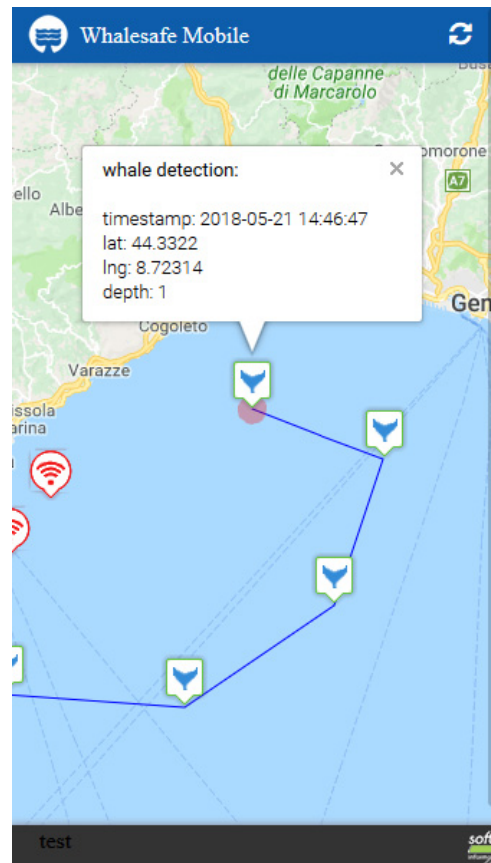 Whalesafe Mobile
delle Capanne
di Marcarolo
whale detection:
×
timestamp: 2018-05-21 14:46:47
lat: 44.3322
lng: 8.72314
depth: 1
A7
Cogoleto
Varazze
test